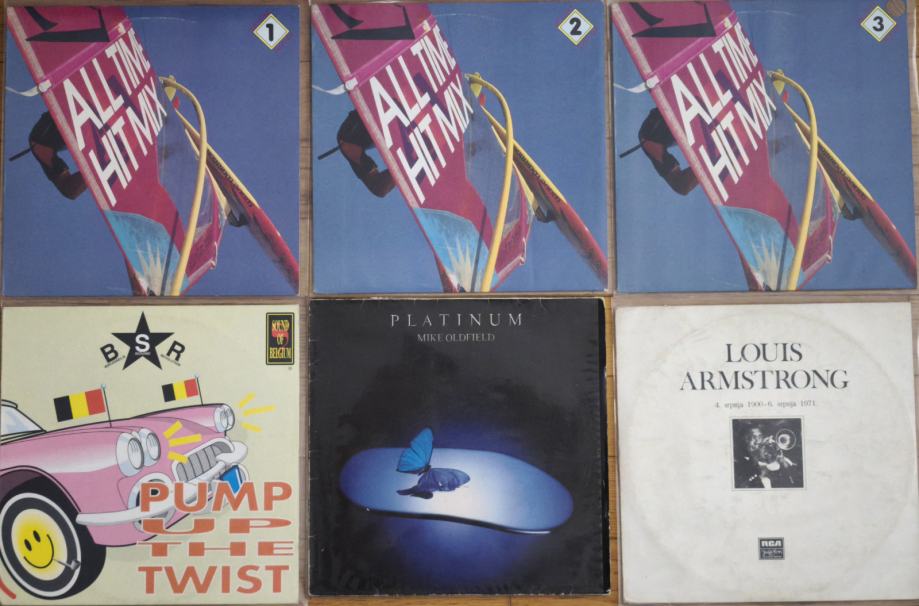 1
ALL TIME
HIT MIX
2
ALL TIME
HIT MIX
3
ALL TIME
HIT MIX
BSR
SOUND
OF
BELGIUM
PUMP
UP
THE
TWIST
PLATINUM
MIKE OLDFIELD
LOUIS
ARMSTRONG
4. srpnja 1900–6. srpnja 1971.
RCA